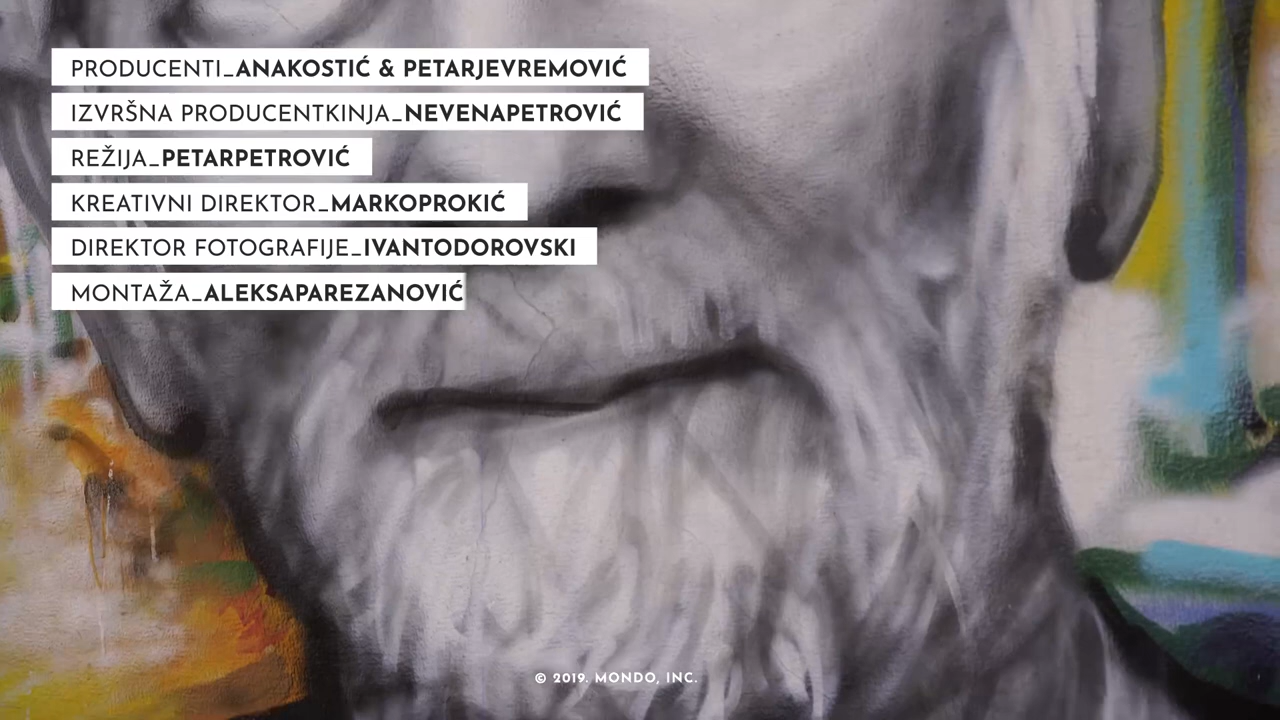 PRODUCENTI_ANAKOSTIĆ & PETARJEVREMOVIĆ
IZVRŠNA PRODUCENTKINJA_NEVENAPETROVIĆ
REŽIJA_PETARPETROVIĆ
KREATIVNI DIREKTOR_MARKOPROKIĆ
DIREKTOR FOTOGRAFIJE_IVANTODOROVSKI
MONTAŽA_ALEKSAPAREZANOVIĆ
© 2019. MONDO, INC.